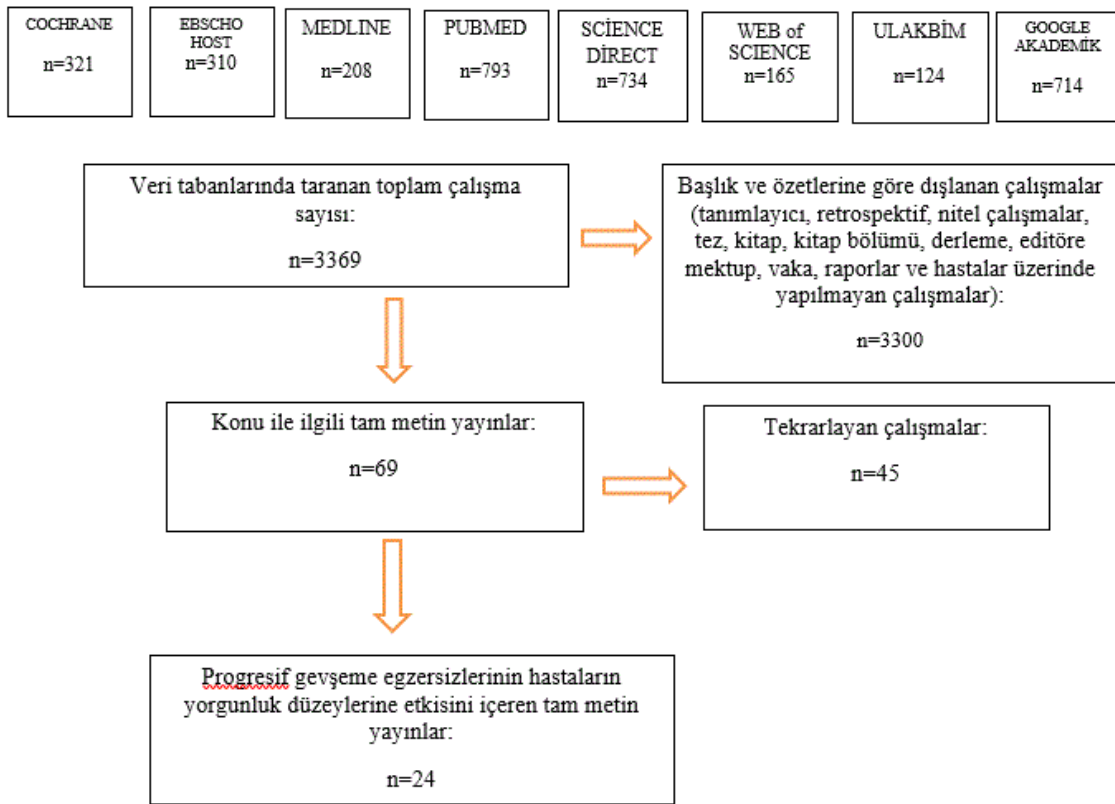 COCHRANE
n=321
EBSCHO
HOST
n=310
MEDLINE
n=208
PUBMED
n=793
SCİENCE
DİRECT
n=734
WEB of
SCIENCE
n=165
ULAKBİM
n=124
GOOGLE
AKADEMİK
n=714
Veri tabanlarında taranan toplam çalışma
sayısı:
n=3369
Başlık ve özetlerine göre dışlanan çalışmalar
(tanımlayıcı, retrospektif, nitel çalışmalar,
tez, kitap, kitap bölümü, derleme, editöre
mektup, vaka, raporlar ve hastalar üzerinde
yapılmayan çalışmalar):
n=3300
Konu ile ilgili tam metin yayınlar:
n=69
Tekrarlayan çalışmalar:
n=45
Progresif gevşeme egzersizlerinin hastaların
yorgunluk düzeylerine etkisini içeren tam metin
yayınlar:
n=24